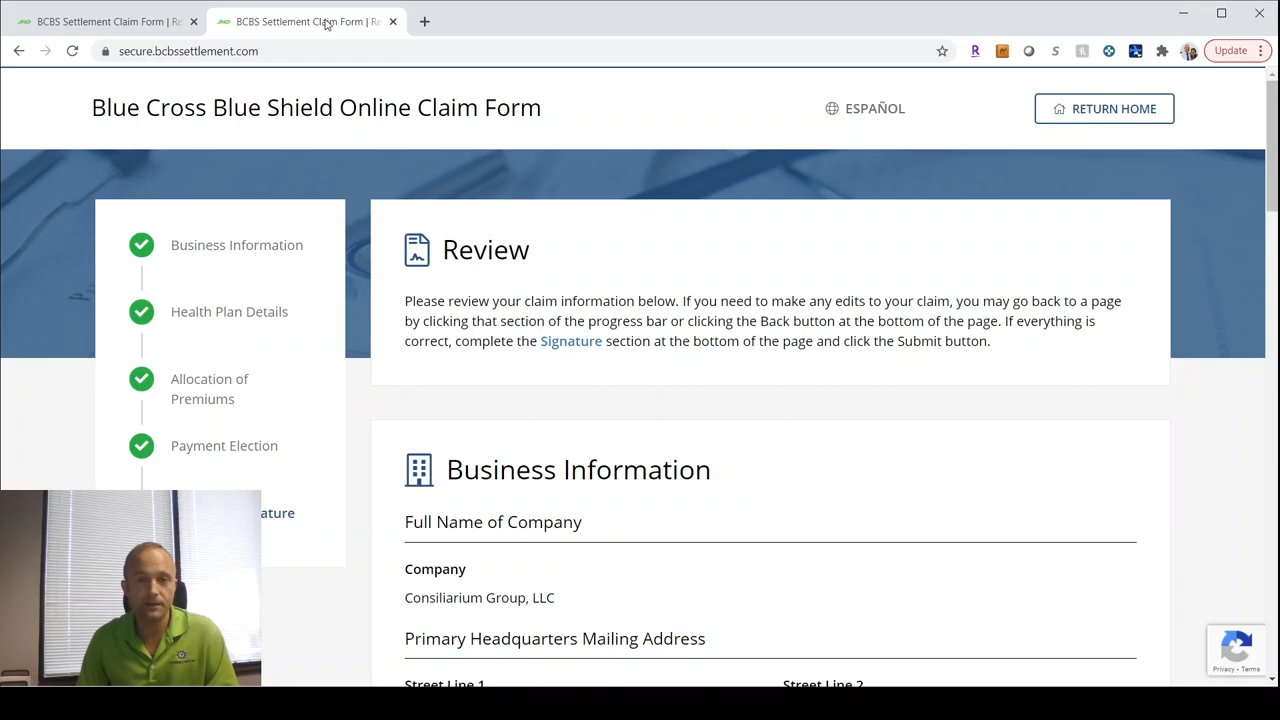 JND BCBS Settlement Claim Form | Re
JND BCBS Settlement Claim Form | Re
secure.bcbssettlement.com
Update
Blue Cross Blue Shield Online Claim Form
ESPAÑOL
RETURN HOME
Business Information
Health Plan Details
Allocation of
Premiums
Payment Election
ature
Review
Please review your claim information below. If you need to make any edits to your claim, you may go back to a page
by clicking that section of the progress bar or clicking the Back button at the bottom of the page. If everything is
correct, complete the Signature section at the bottom of the page and click the Submit button.
Business Information
Full Name of Company
Company
Consiliarium Group, LLC
Primary Headquarters Mailing Address
Street Line 1
Street Line 2
Privacy - Terms